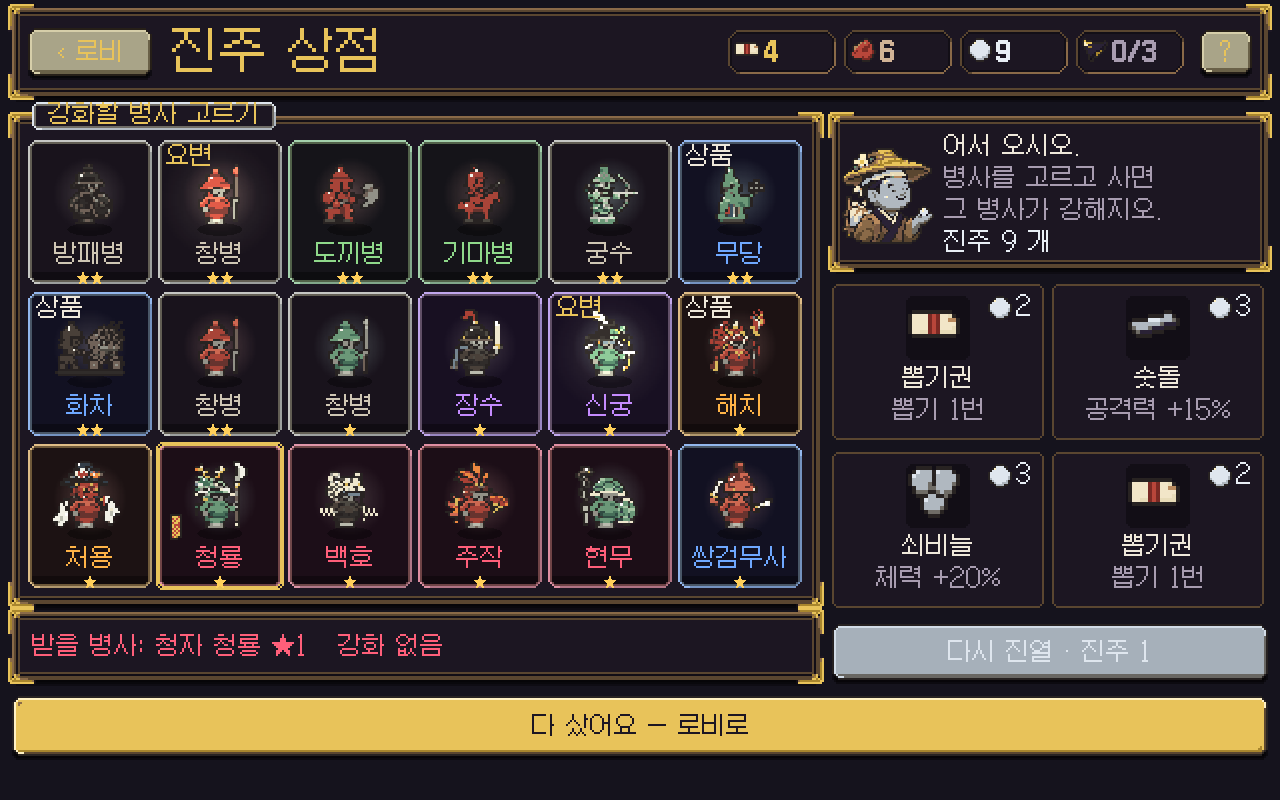 ‹ 로비
진주 상점
4
6
9
0/3
?
강화할 병사 고르기
방패병
★★
요변
창병
★★
도끼병
★★
기마병
★★
궁수
★★
상품
무당
★★
상품
화차
★★
창병
★★
창병
★
장수
★
요변
신궁
★
상품
해치
★
처용
★
청룡
★
백호
★
주작
★
현무
★
쌍검무사
★
받을 병사: 청자 청룡 ★1 강화 없음
어서 오시오.
병사를 고르고 사면
그 병사가 강해지오.
진주 9 개
2
뽑기권
뽑기 1번
3
숫돌
공격력 +15%
3
쇠비늘
체력 +20%
2
뽑기권
뽑기 1번
다시 진열 · 진주 1
다 샀어요 — 로비로